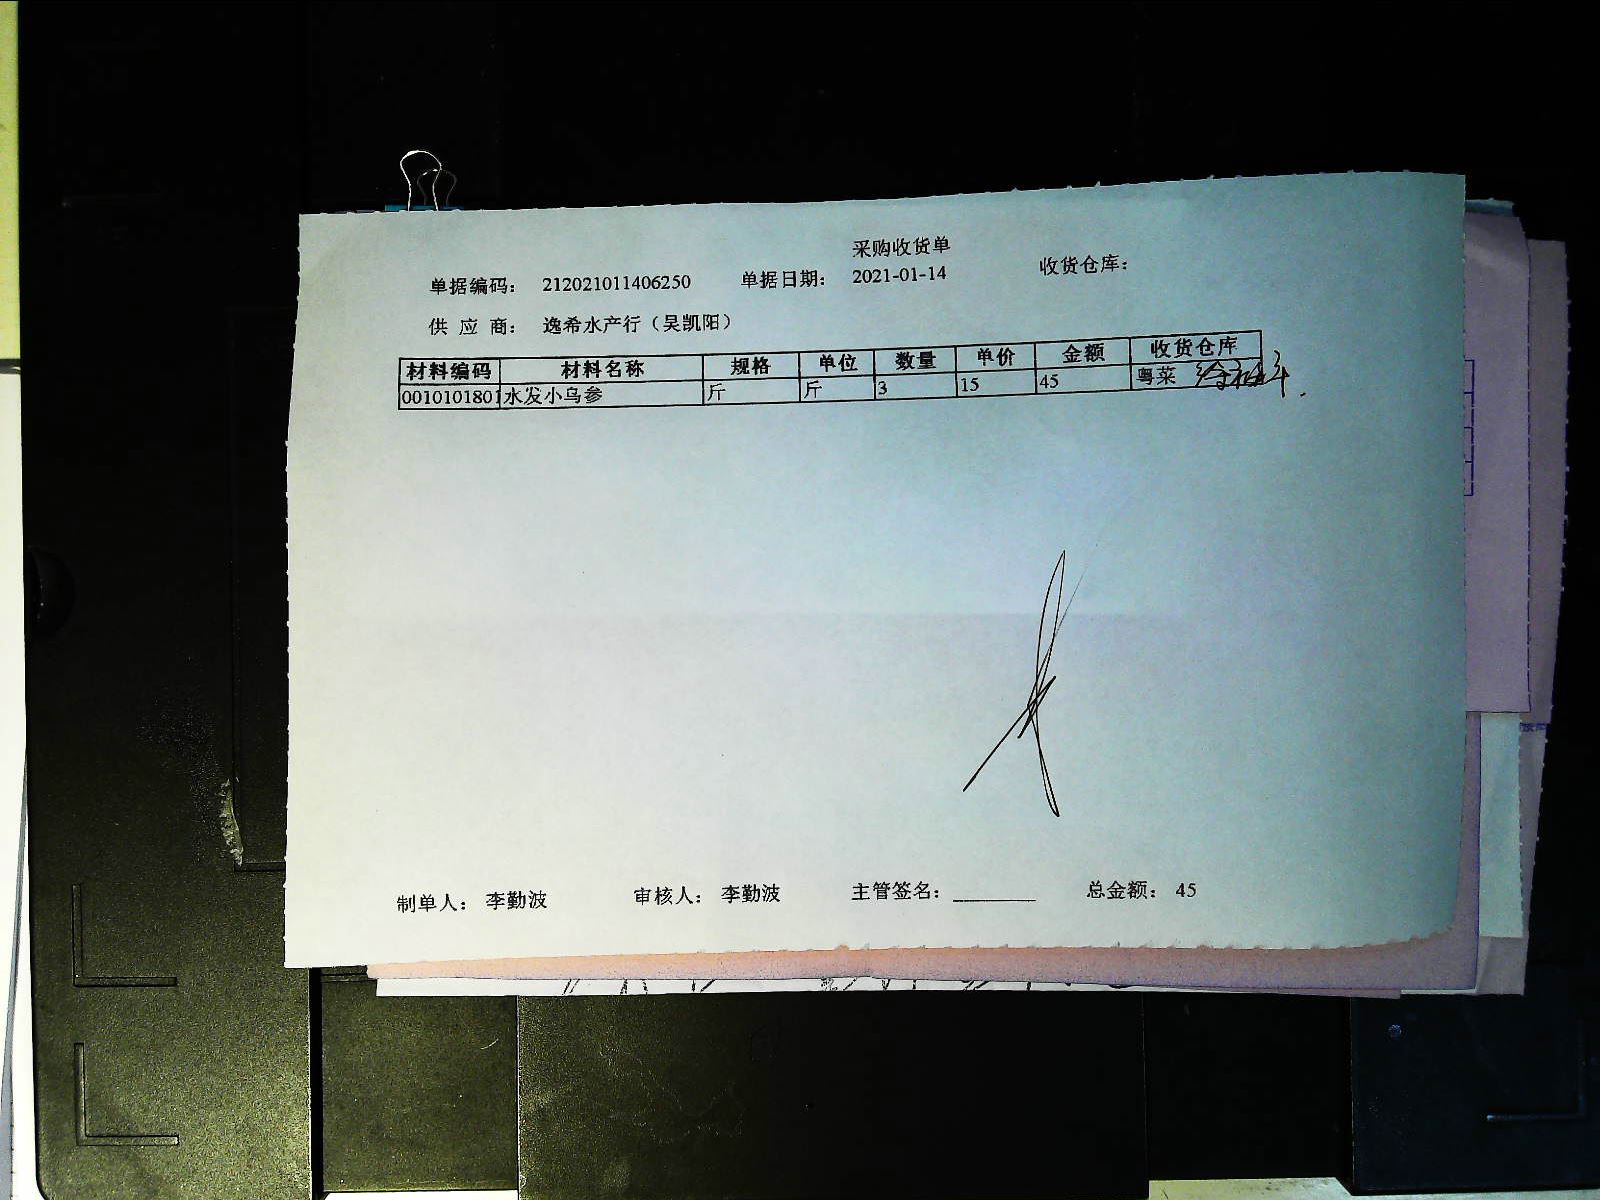 采购收货单
单据编码： 212021011406250 单据日期： 2021-01-14 收货仓库：
供 应 商： 逸希水产行（吴凯阳）
材料编码 材料名称 规格 单位 数量 单价 金额 收货仓库
0010101801 水发小乌参 斤 斤 3 15 45 粤菜
制单人： 李勤波 审核人： 李勤波 主管签名： 总金额： 45